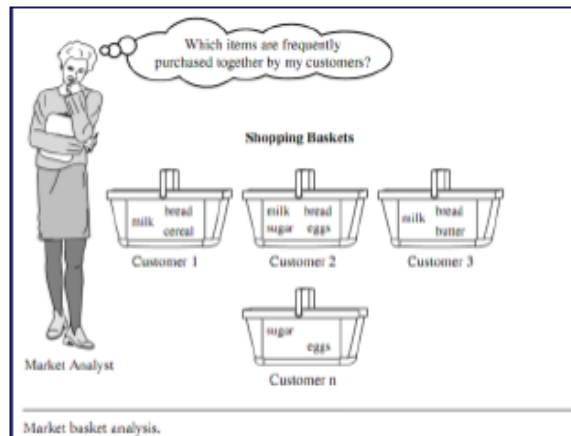 Which items are frequently
purchased together by my customers?
Shopping Baskets
milk bread
cereal
milk bread
sugar eggs
milk bread
butter
Customer 1
Customer 2
Customer 3
sugar
eggs
Market Analyst
Customer n
Market basket analysis.